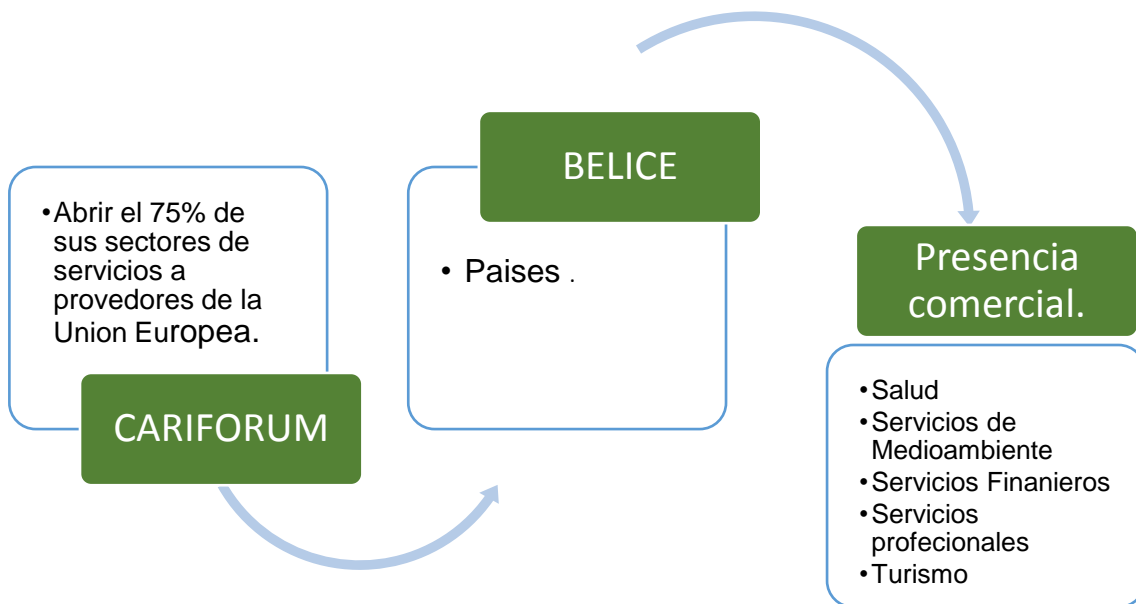 •Abrir el 75% de
sus sectores de
servicios a
provedores de la
Union Europea.
CARIFORUM
BELICE
• Paises .
Presencia
comercial.
•Salud
•Servicios de
Medioambiente
•Servicios Finanieros
•Servicios
profecionales
•Turismo